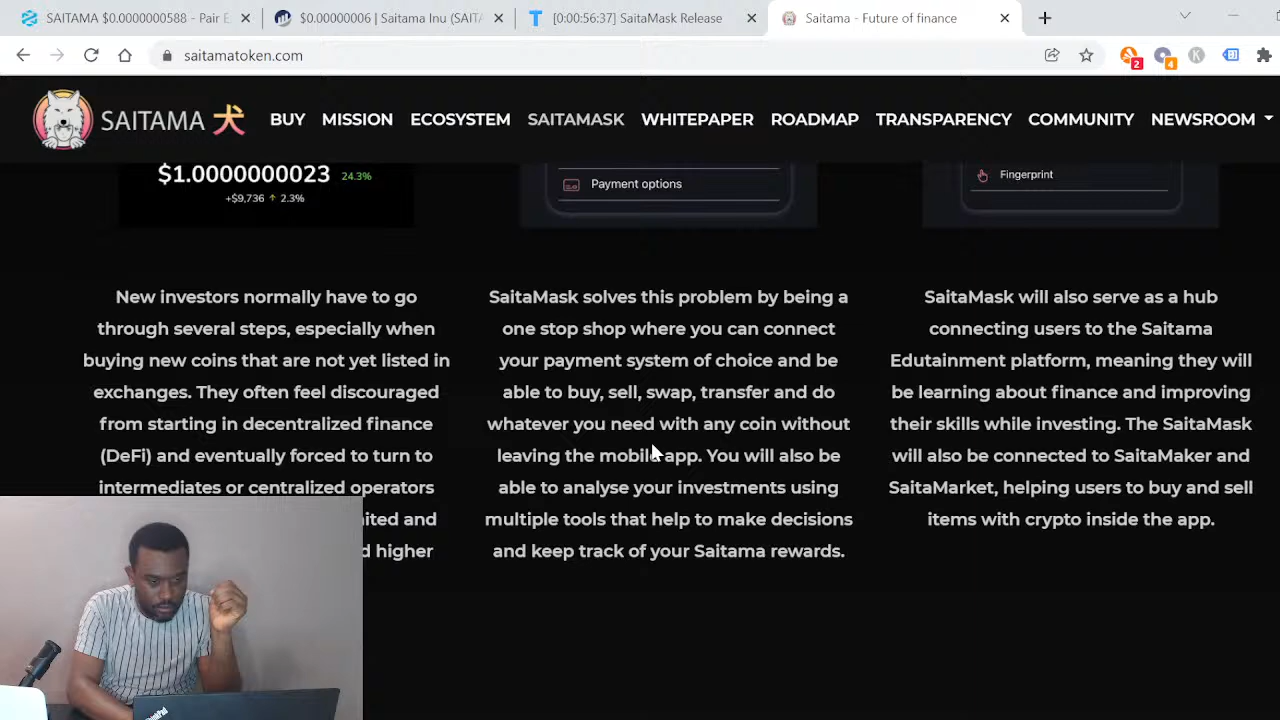 SAITAMA $0.0000000588 - Pair E
$0.00000006 | Saitama Inu (SAIT
[0:00:56:37] SaitaMask Release
Saitama - Future of finance
saitamatoken.com
2
4
K
SAITAMA 犬
BUY
MISSION
ECOSYSTEM
SAITAMASK
WHITEPAPER
ROADMAP
TRANSPARENCY
COMMUNITY
NEWSROOM
$1.0000000023 24.3%
+$9,736 ↑ 2.3%
Payment options
Fingerprint
New investors normally have to go
through several steps, especially when
buying new coins that are not yet listed in
exchanges. They often feel discouraged
from starting in decentralized finance
(DeFi) and eventually forced to turn to
intermediates or centralized operators
ited and
d higher
SaitaMask solves this problem by being a
one stop shop where you can connect
your payment system of choice and be
able to buy, sell, swap, transfer and do
whatever you need with any coin without
leaving the mobile app. You will also be
able to analyse your investments using
multiple tools that help to make decisions
and keep track of your Saitama rewards.
SaitaMask will also serve as a hub
connecting users to the Saitama
Edutainment platform, meaning they will
be learning about finance and improving
their skills while investing. The SaitaMask
will also be connected to SaitaMaker and
SaitaMarket, helping users to buy and sell
items with crypto inside the app.